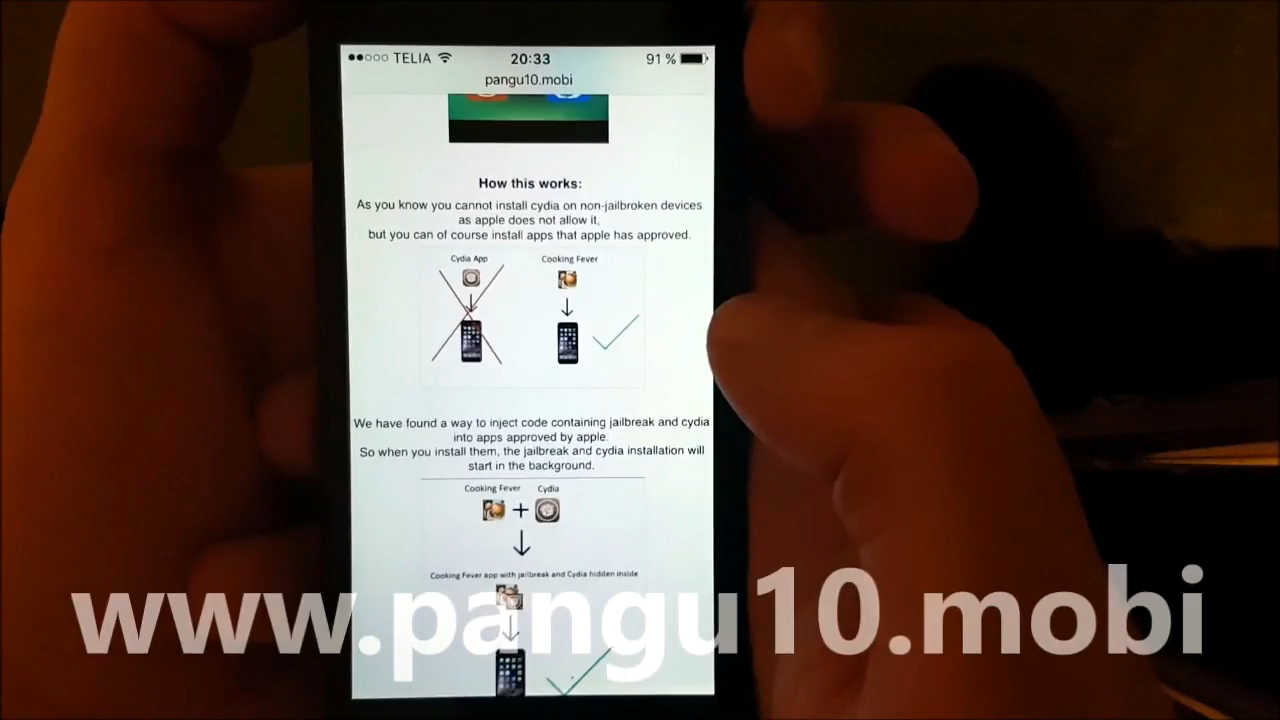 TELIA 20:33 91 %
pangu10.mobi
How this works:
As you know you cannot install cydia on non-jailbroken devices
as apple does not allow it,
but you can of course install apps that apple has approved.
Cydia App Cooking Fever
We have found a way to inject code containing jailbreak and cydia
into apps approved by apple.
So when you install them, the jailbreak and cydia installation will
start in the background.
Cooking Fever Cydia
+
Cooking Fever app with jailbreak and Cydia hidden inside
www.pangu10.mobi